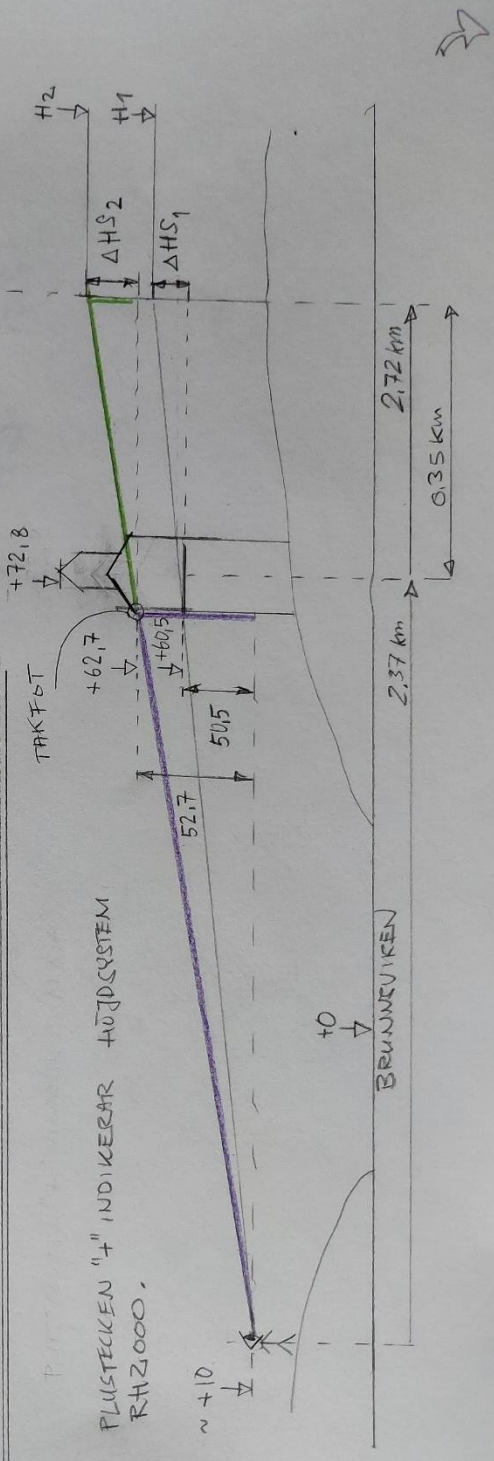 PLUSTECKEN "+" INDIKERAR HÖJDSYSTEM
RH2000.
TAKFOT
+72,8
+62,7
+60,5
H2
H1
ΔHS2
ΔHS1
52,7
50,5
~ +10
+0
BRUNNSVIKEN
2,37 km
2,72 km
0,35 km